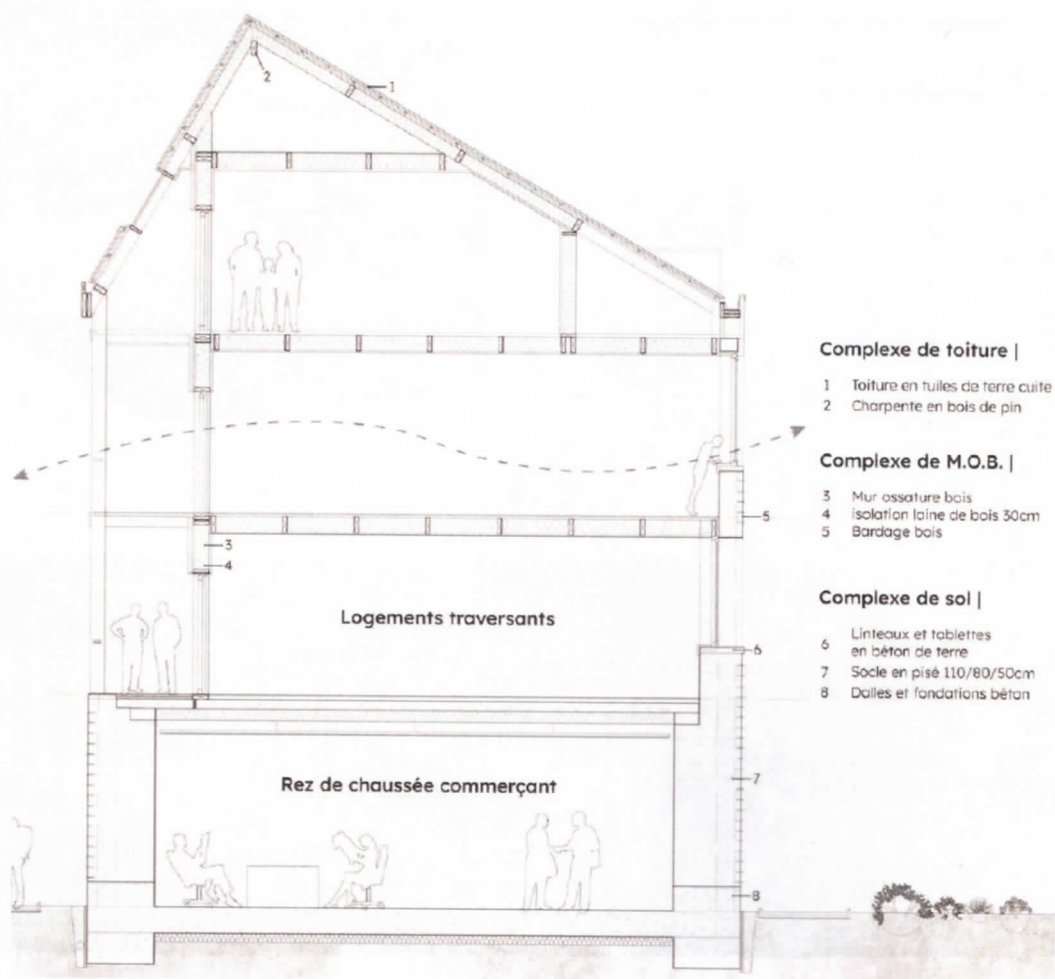 2
1
3
4
5
6
7
8
Logements traversants
Rez de chaussée commerçant
Complexe de toiture |
1 Toiture en tuiles de terre cuite
2 Charpente en bois de pin
Complexe de M.O.B. |
3 Mur ossature bois
4 isolation laine de bois 30cm
5 Bardage bois
Complexe de sol |
6 Linteaux et tablettes
en béton de terre
7 Socle en pisé 110/80/50cm
8 Dalles et fondations béton